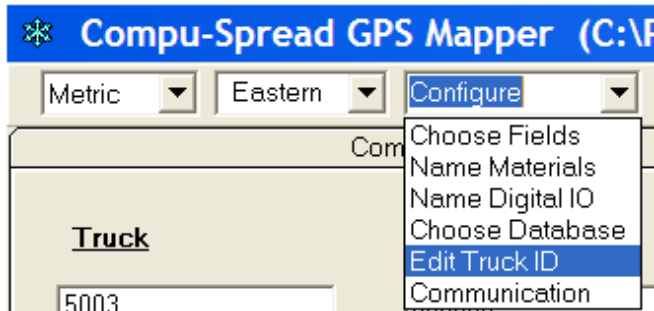 Compu-Spread GPS Mapper (C:\
Metric Eastern Configure
Choose Fields
Com
Name Materials
Name Digital IO
Choose Database
Truck
Edit Truck ID
Communication
5003